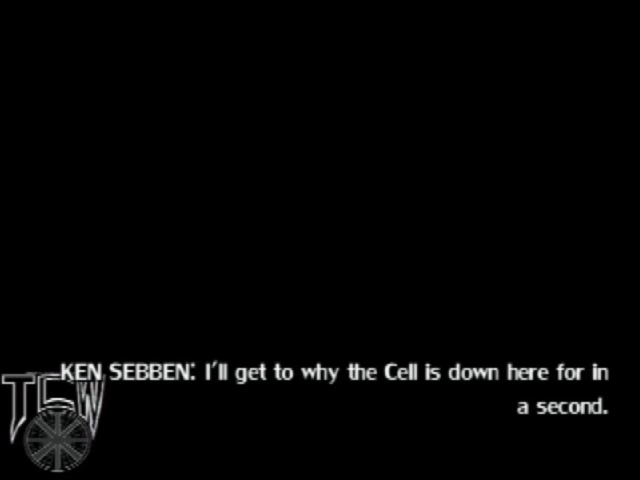 KEN SEBBEN: I'll get to why the Cell is down here for in
a second.
TCW